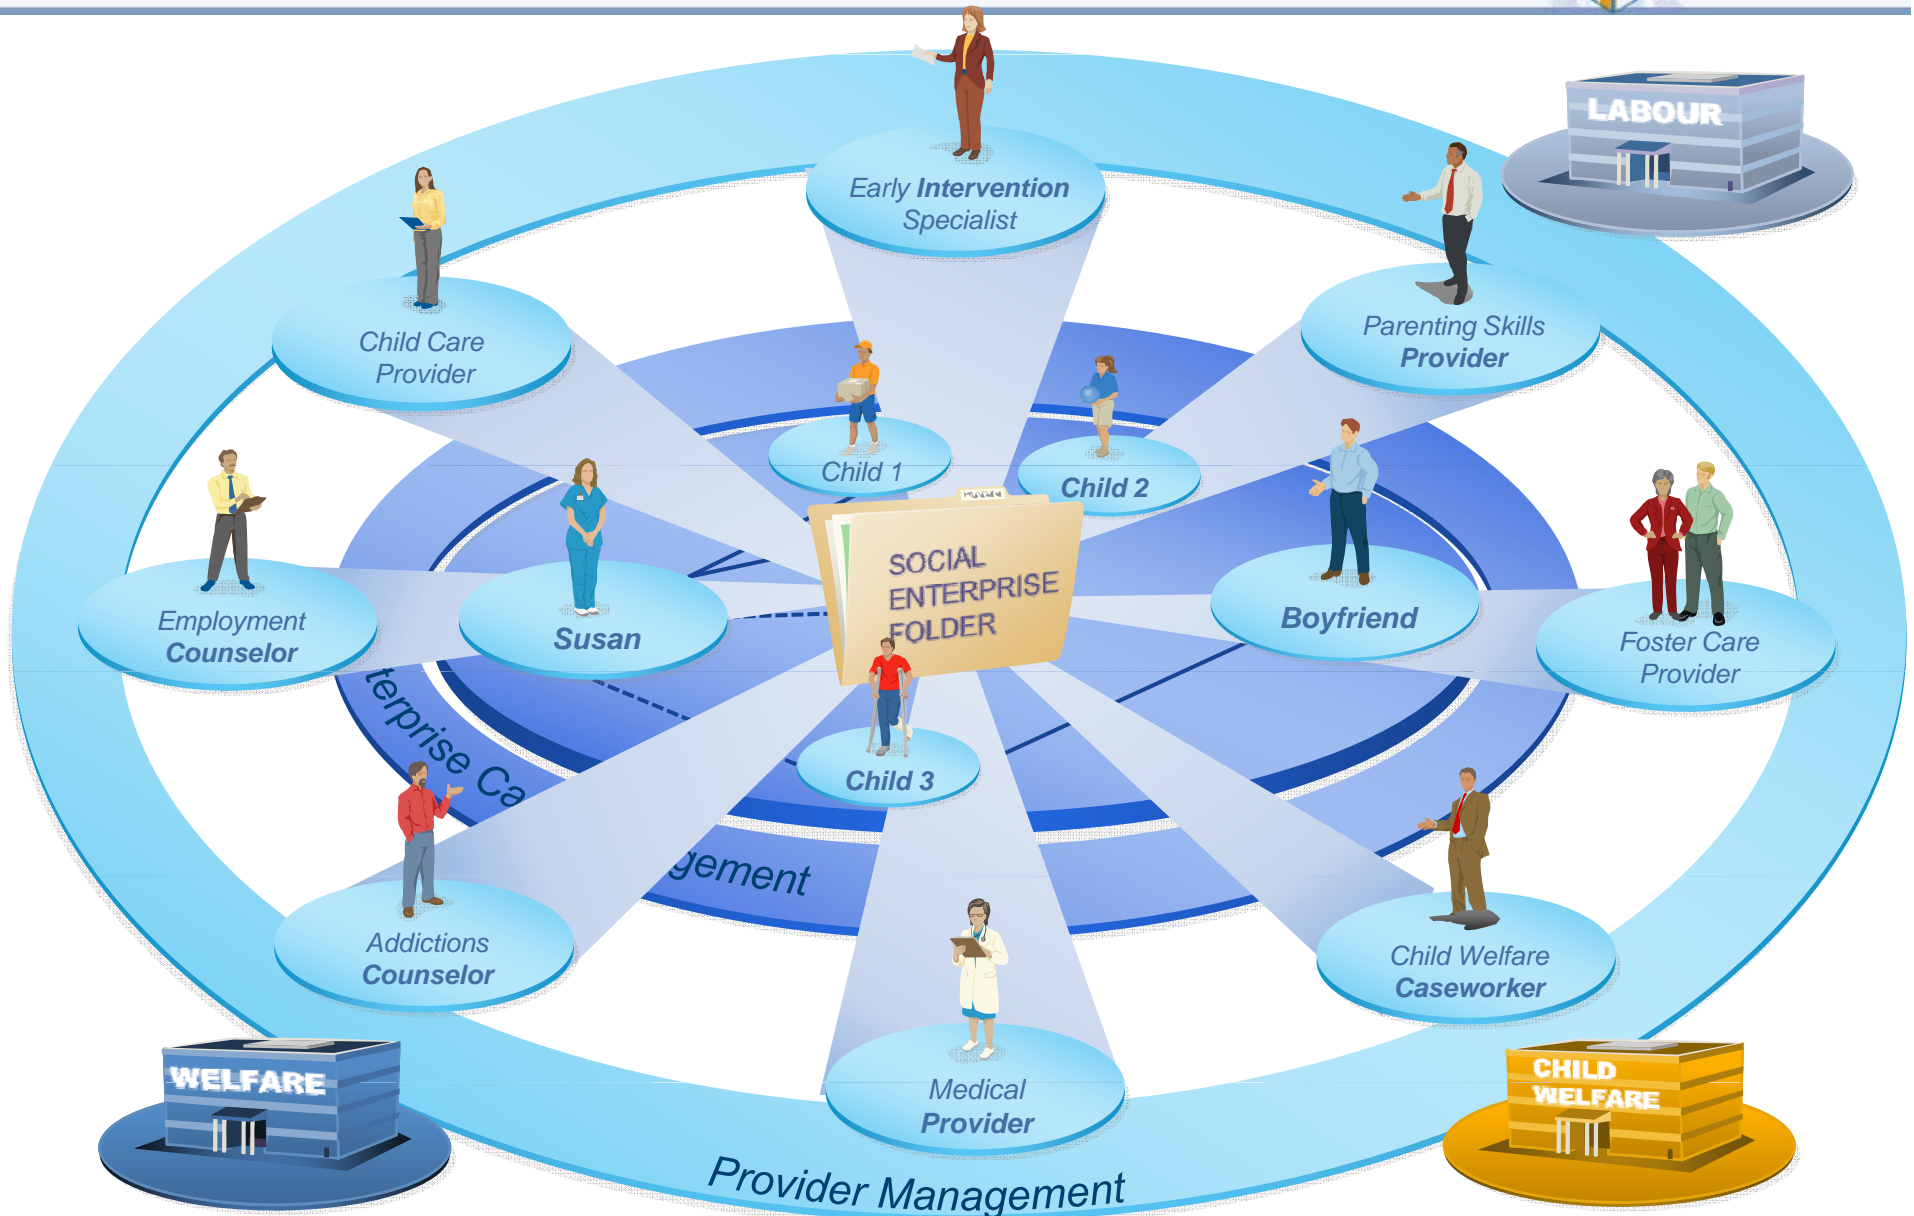 LABOUR
Early Intervention
Specialist
Child Care
Provider
Parenting Skills
Provider
Child 1
Child 2
SOCIAL
ENTERPRISE
FOLDER
Employment
Counselor
Susan
Boyfriend
Foster Care
Provider
Child 3
terprise Ca
gement
Addictions
Counselor
Child Welfare
Caseworker
Medical
Provider
WELFARE
CHILD
WELFARE
Provider Management